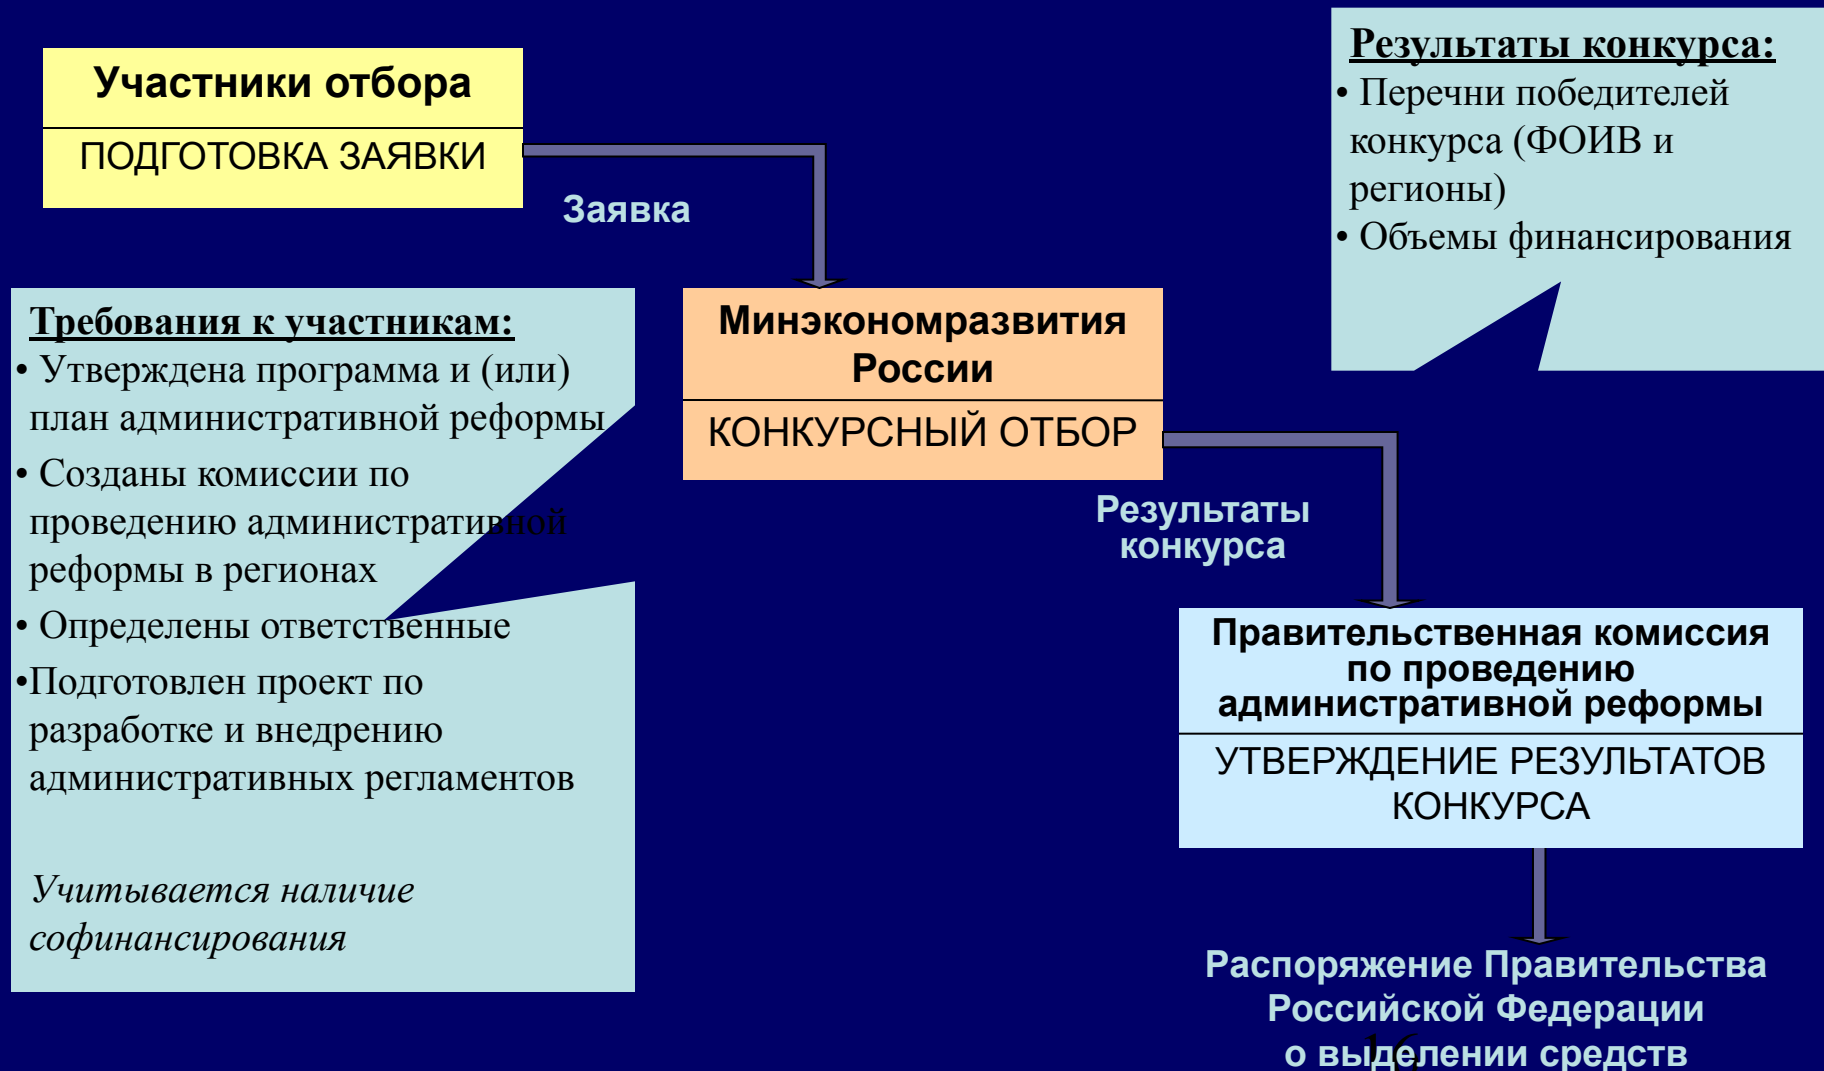 Участники отбора
ПОДГОТОВКА ЗАЯВКИ
Заявка
Результаты конкурса:
• Перечни победителей
конкурса (ФОИВ и
регионы)
• Объемы финансирования
Требования к участникам:
• Утверждена программа и (или)
план административной реформы
• Созданы комиссии по
проведению административной
реформы в регионах
• Определены ответственные
•Подготовлен проект по
разработке и внедрению
административных регламентов
Учитывается наличие
софинансирования
Минэкономразвития
России
КОНКУРСНЫЙ ОТБОР
Результаты
конкурса
Правительственная комиссия
по проведению
административной реформы
УТВЕРЖДЕНИЕ РЕЗУЛЬТАТОВ
КОНКУРСА
Распоряжение Правительства
Российской Федерации
о выделении средств
16